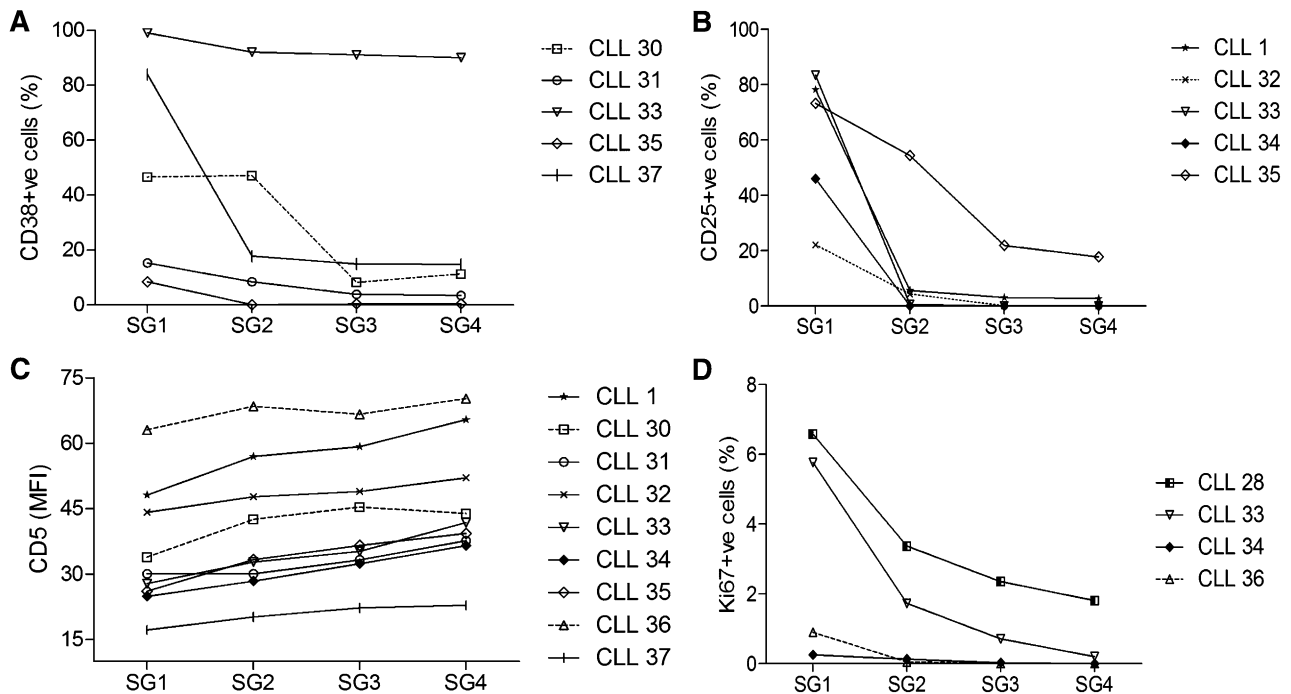 A
CD38+ve cells (%)
100
80
60
40
20
0
SG1 SG2 SG3 SG4
CLL 30
CLL 31
CLL 33
CLL 35
CLL 37
B
CD25+ve cells (%)
100
80
60
40
20
0
SG1 SG2 SG3 SG4
CLL 1
CLL 32
CLL 33
CLL 34
CLL 35
C
CD5 (MFI)
75
60
45
30
15
SG1 SG2 SG3 SG4
CLL 1
CLL 30
CLL 31
CLL 32
CLL 33
CLL 34
CLL 35
CLL 36
CLL 37
D
Ki67+ve cells (%)
8
6
4
2
0
SG1 SG2 SG3 SG4
CLL 28
CLL 33
CLL 34
CLL 36